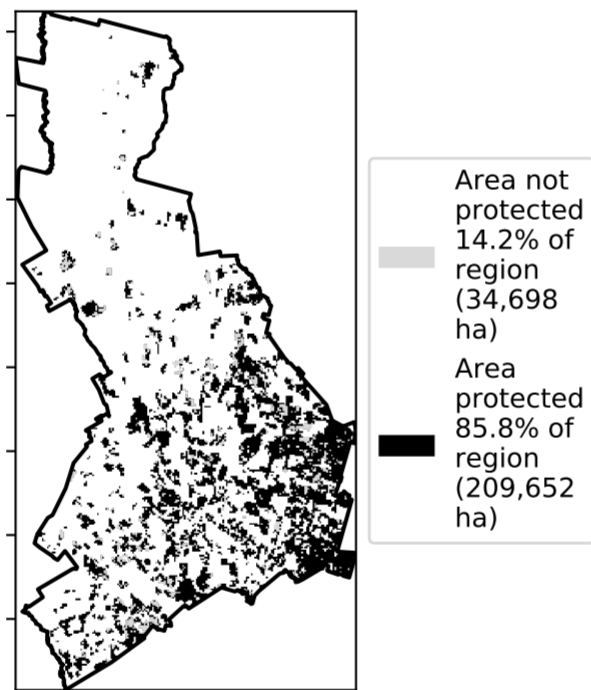 Area not
protected
14.2% of
region
(34,698
ha)
Area
protected
85.8% of
region
(209,652
ha)